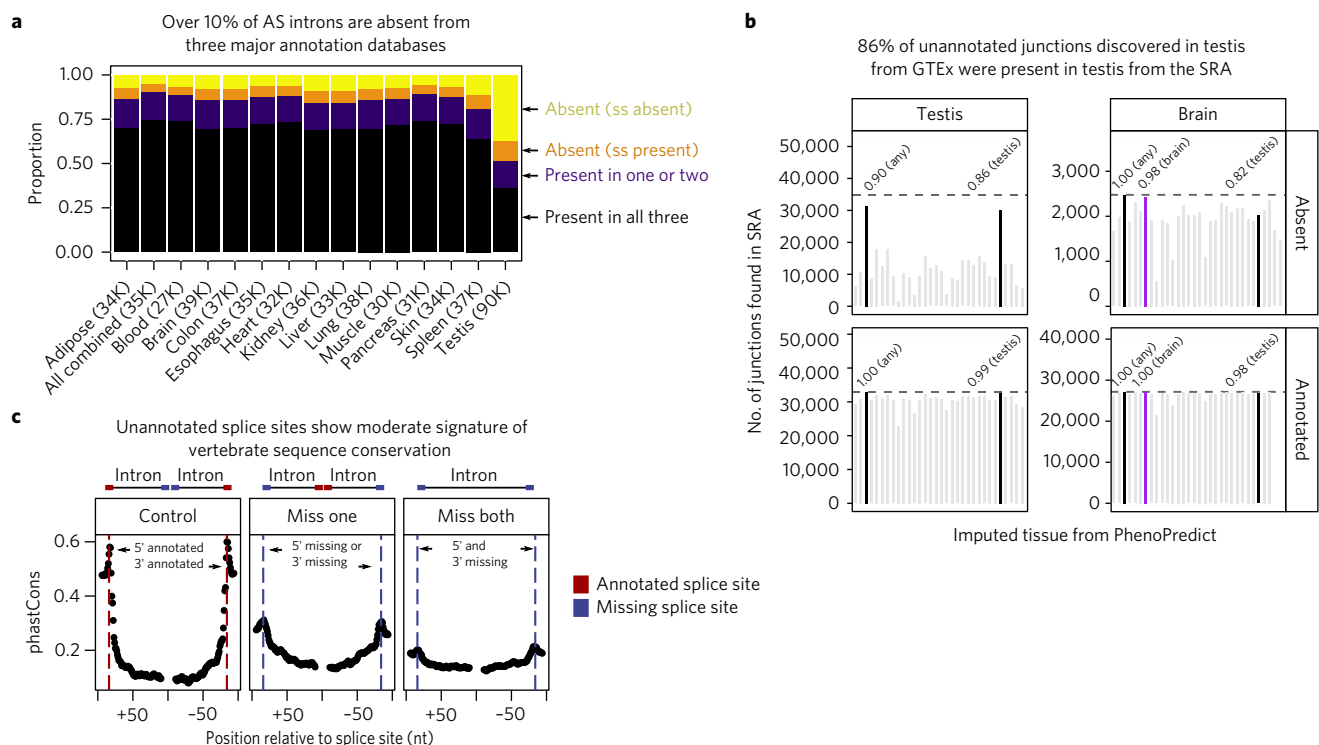 a
Over 10% of AS introns are absent from
three major annotation databases
Proportion
1.00
0.75
0.50
0.25
0.00
Absent (ss absent)
Absent (ss present)
Present in one or two
Present in all three
Adipose (34K)
All combined (35K)
Blood (27K)
Brain (39K)
Colon (37K)
Esophagus (35K)
Heart (32K)
Kidney (36K)
Liver (33K)
Lung (38K)
Muscle (30K)
Pancreas (31K)
Skin (34K)
Spleen (37K)
Testis (90K)
b
86% of unannotated junctions discovered in testis
from GTEx were present in testis from the SRA
No. of junctions found in SRA
Testis
Brain
50,000
40,000
30,000
20,000
10,000
0
0.90 (any)
0.86 (testis)
3,000
2,000
1,000
0
1.00 (any)
0.98 (brain)
0.82 (testis)
Absent
50,000
40,000
30,000
20,000
10,000
0
1.00 (any)
0.99 (testis)
40,000
30,000
20,000
10,000
0
1.00 (any)
1.00 (brain)
0.98 (testis)
Annotated
Imputed tissue from PhenoPredict
c
Unannotated splice sites show moderate signature of
vertebrate sequence conservation
Intron
Intron
Intron
Intron
Intron
Control
Miss one
Miss both
phastCons
0.6
0.4
0.2
5' annotated
3' annotated
5' missing or
3' missing
5' and
3' missing
Annotated splice site
Missing splice site
+50
–50
+50
–50
+50
–50
Position relative to splice site (nt)